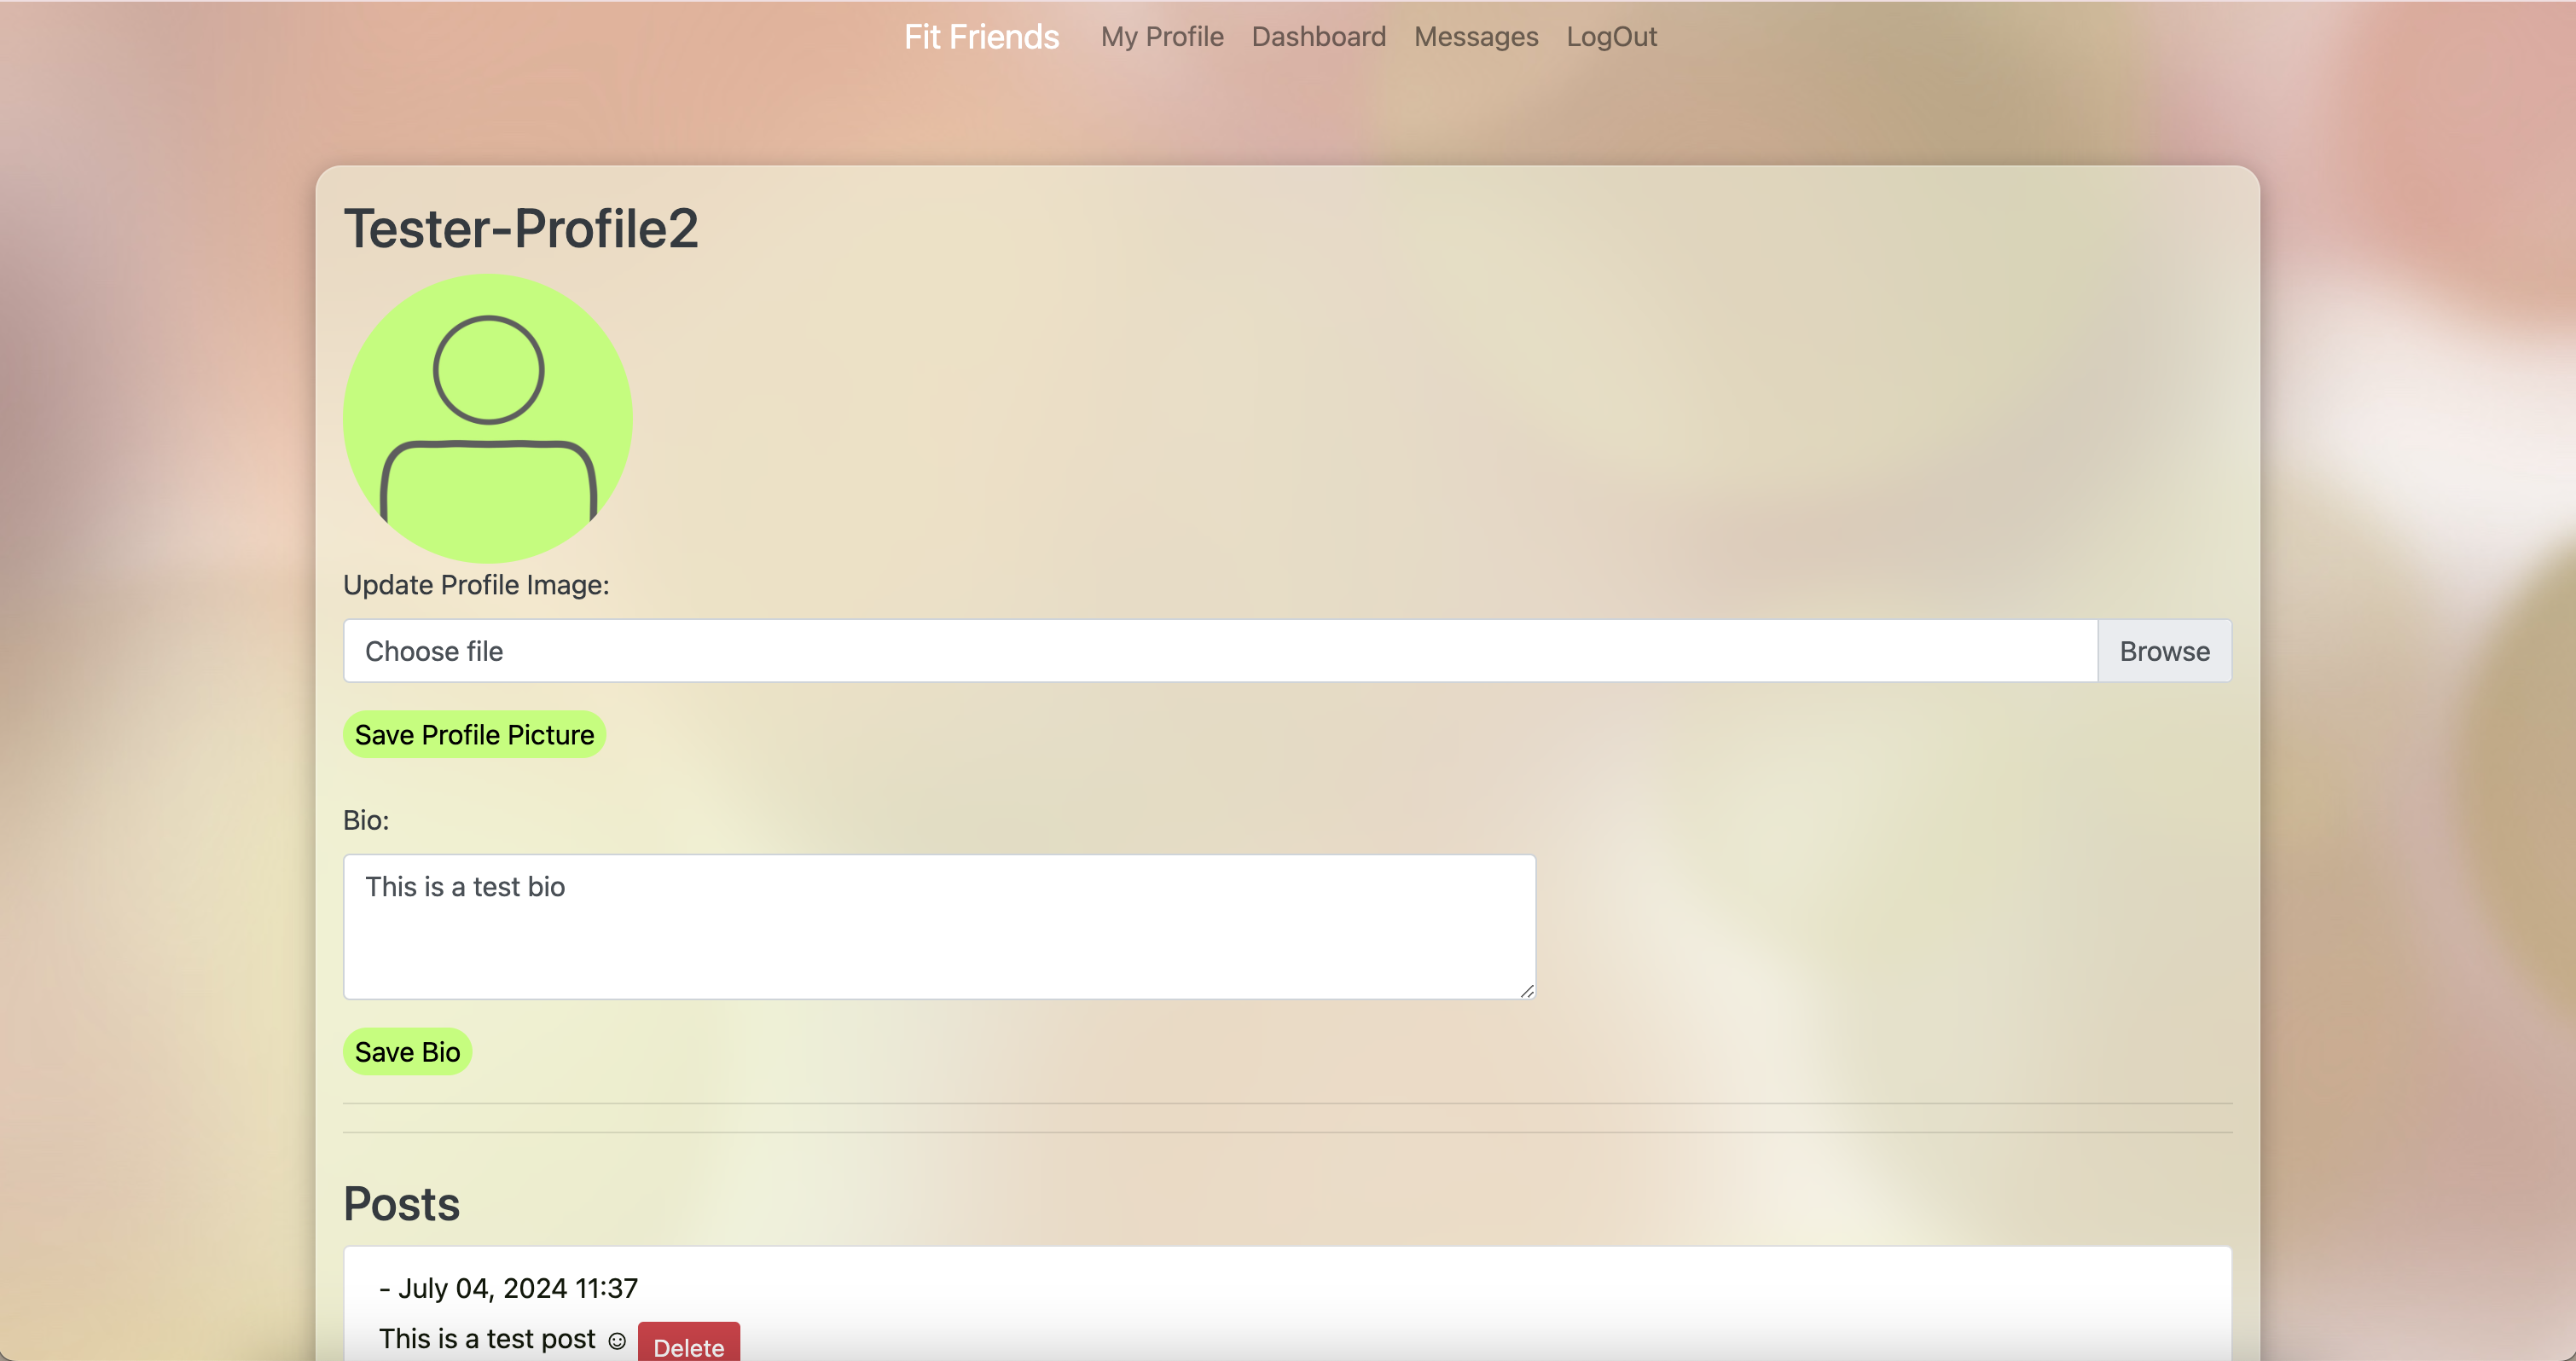 Fit Friends My Profile Dashboard Messages LogOut
Tester-Profile2
Update Profile Image:
Choose file Browse
Save Profile Picture
Bio:
This is a test bio
Save Bio
Posts
- July 04, 2024 11:37
This is a test post ☺ Delete